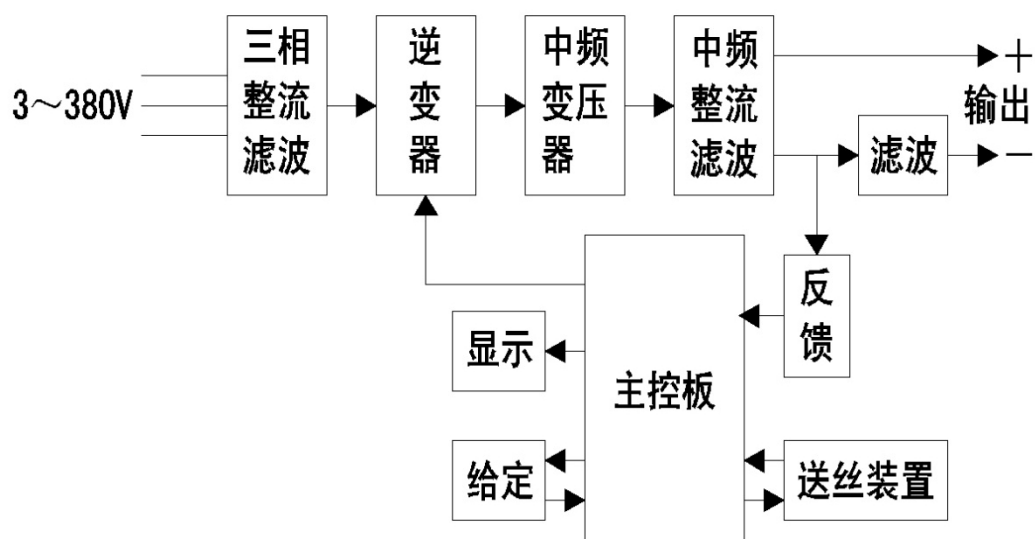 3～380V
三相
整流
滤波
逆
变
器
中频
变压
器
中频
整流
滤波
＋
输出
滤波
－
反
馈
显示
主控板
给定
送丝装置